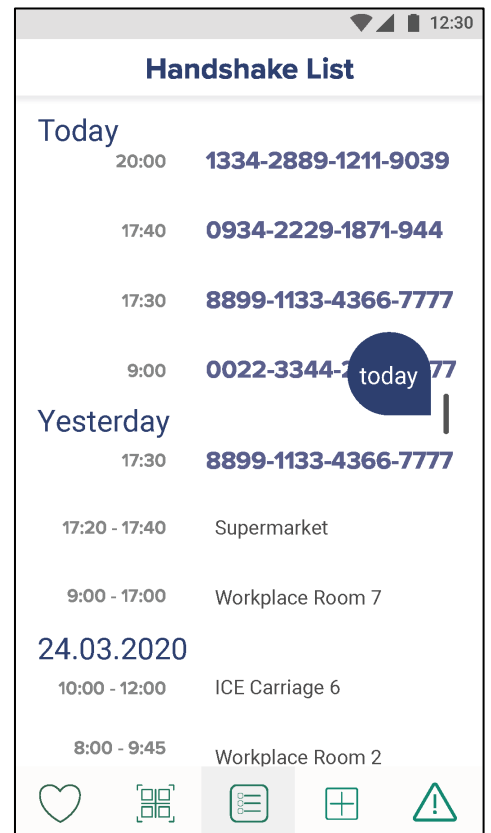 12:30
Handshake List
Today
20:00 1334-2889-1211-9039
17:40 0934-2229-1871-944
17:30 8899-1133-4366-7777
9:00 0022-3344-2 77
today
Yesterday
17:30 8899-1133-4366-7777
17:20 - 17:40 Supermarket
9:00 - 17:00 Workplace Room 7
24.03.2020
10:00 - 12:00 ICE Carriage 6
8:00 - 9:45 Workplace Room 2